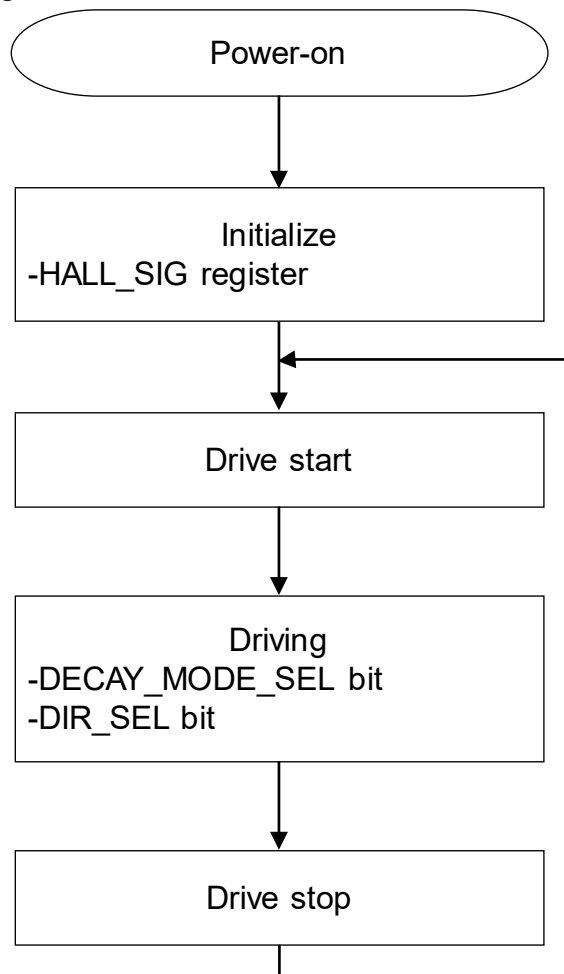 Power-on
Initialize
-HALL_SIG register
Drive start
Driving
-DECAY_MODE_SEL bit
-DIR_SEL bit
Drive stop